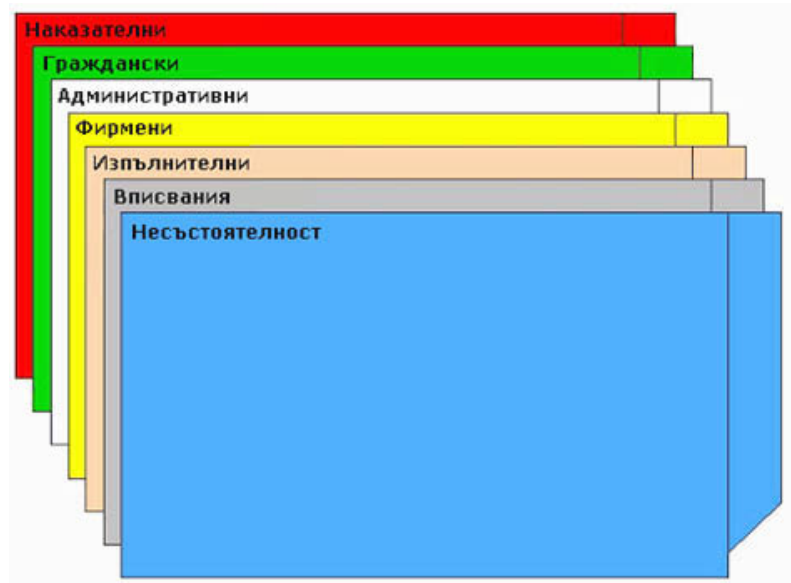 Наказателни
Граждански
Административни
Фирмени
Изпълнителни
Вписвания
Несъстоятелност